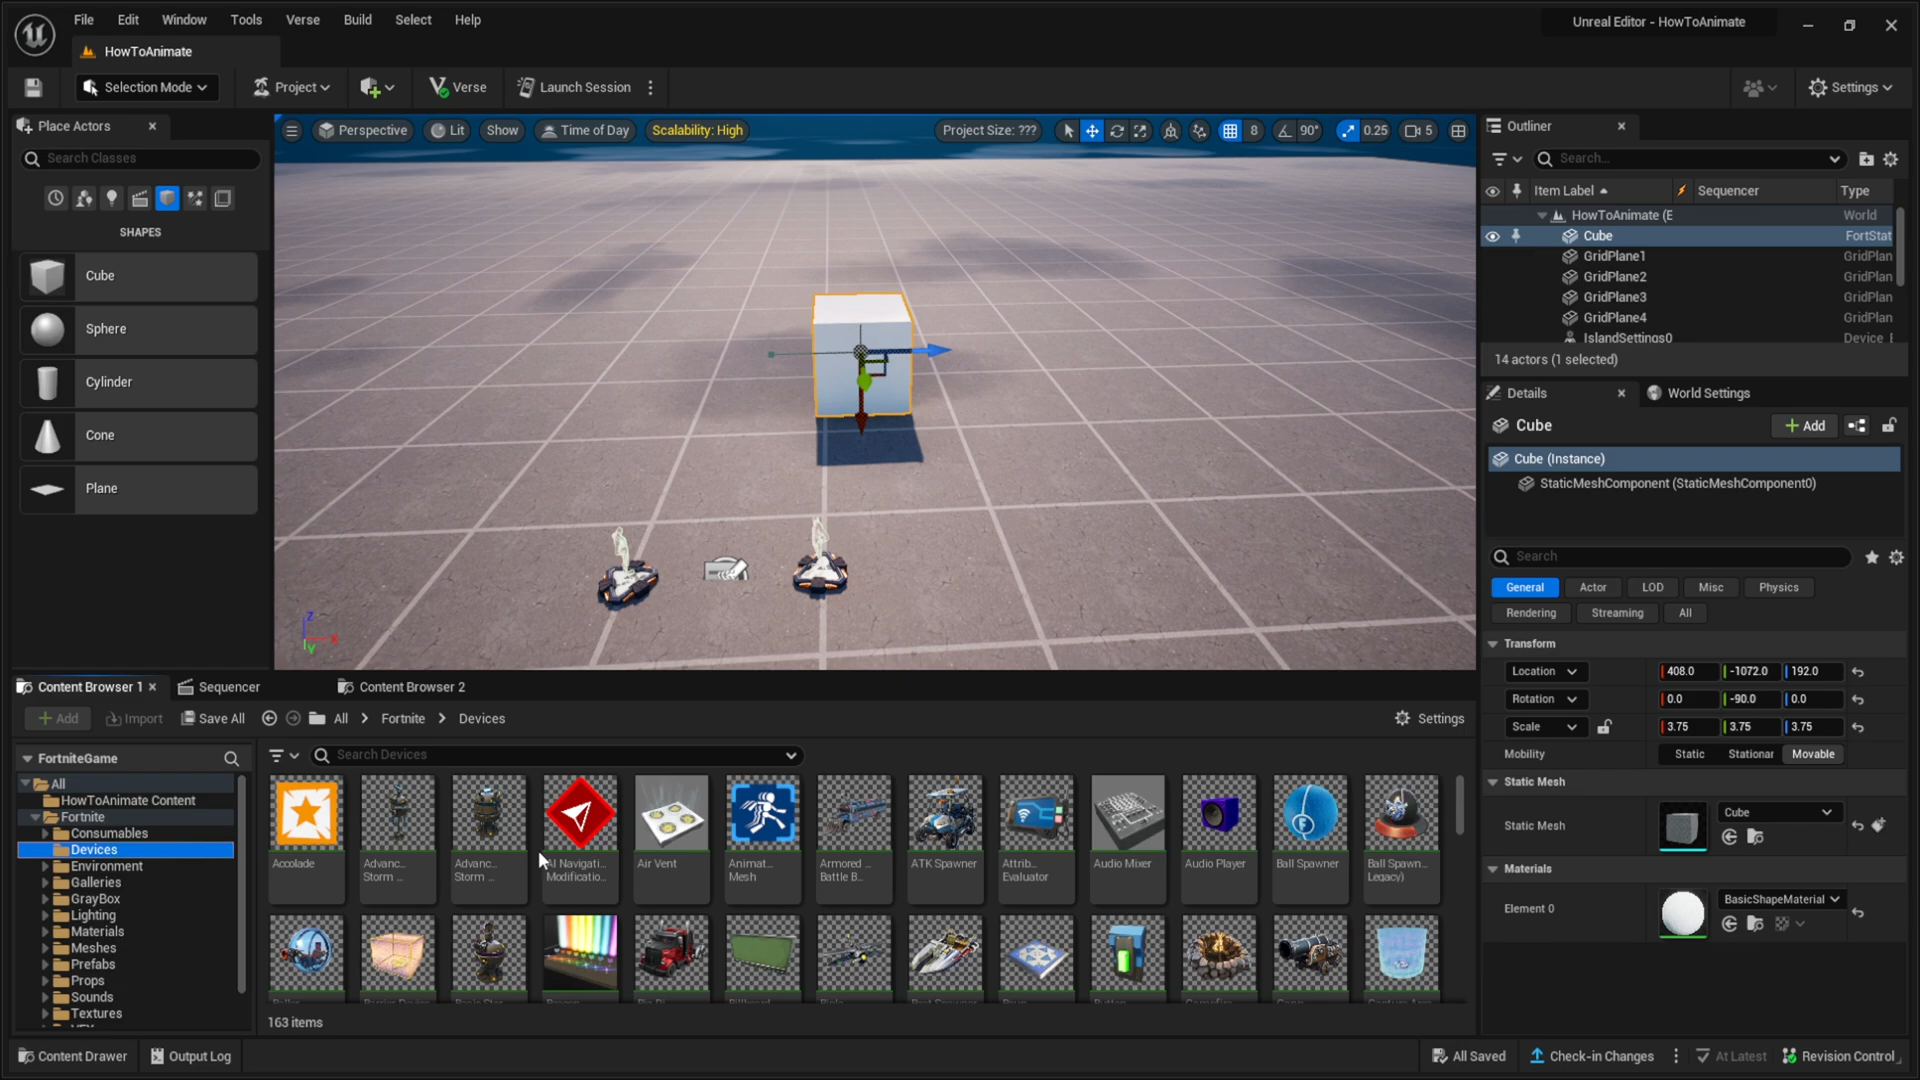 File Edit Window Tools Verse Build Select Help
Unreal Editor - HowToAnimate
HowToAnimate
Selection Mode
Project
Verse
Launch Session
Settings
Place Actors
Search Classes
SHAPES
Cube
Sphere
Cylinder
Cone
Plane
Perspective
Lit
Show
Time of Day
Scalability: High
Project Size: ???
8
90°
0.25
5
Z
X
Y
Outliner
Search...
Item Label
Sequencer
Type
HowToAnimate (E
World
Cube
FortStat
GridPlane1
GridPlan
GridPlane2
GridPlan
GridPlane3
GridPlan
GridPlane4
GridPlan
IslandSettings0
Device_I
14 actors (1 selected)
Details
World Settings
Cube
+ Add
Cube (Instance)
StaticMeshComponent (StaticMeshComponent0)
Search
General Actor LOD Misc Physics
Rendering Streaming All
Transform
Location 408.0 -1072.0 192.0
Rotation 0.0 -90.0 0.0
Scale 3.75 3.75 3.75
Mobility Static Stationar Movable
Static Mesh
Static Mesh
Cube
Materials
Element 0
BasicShapeMaterial
Content Browser 1
Sequencer
Content Browser 2
+ Add
Import
Save All
All > Fortnite > Devices
Settings
FortniteGame
All
HowToAnimate Content
Fortnite
Consumables
Devices
Environment
Galleries
GrayBox
Lighting
Materials
Meshes
Prefabs
Props
Sounds
Textures
Search Devices
Accolade
Advanc... Storm ...
Advanc... Storm ...
AI Navigati... Modificatio...
Air Vent
Animat... Mesh
Armored ... Battle B...
ATK Spawner
Attrib... Evaluator
Audio Mixer
Audio Player
Ball Spawner
Ball Spawn... Legacy)
163 items
Content Drawer
Output Log
All Saved
Check-in Changes
At Latest
Revision Control